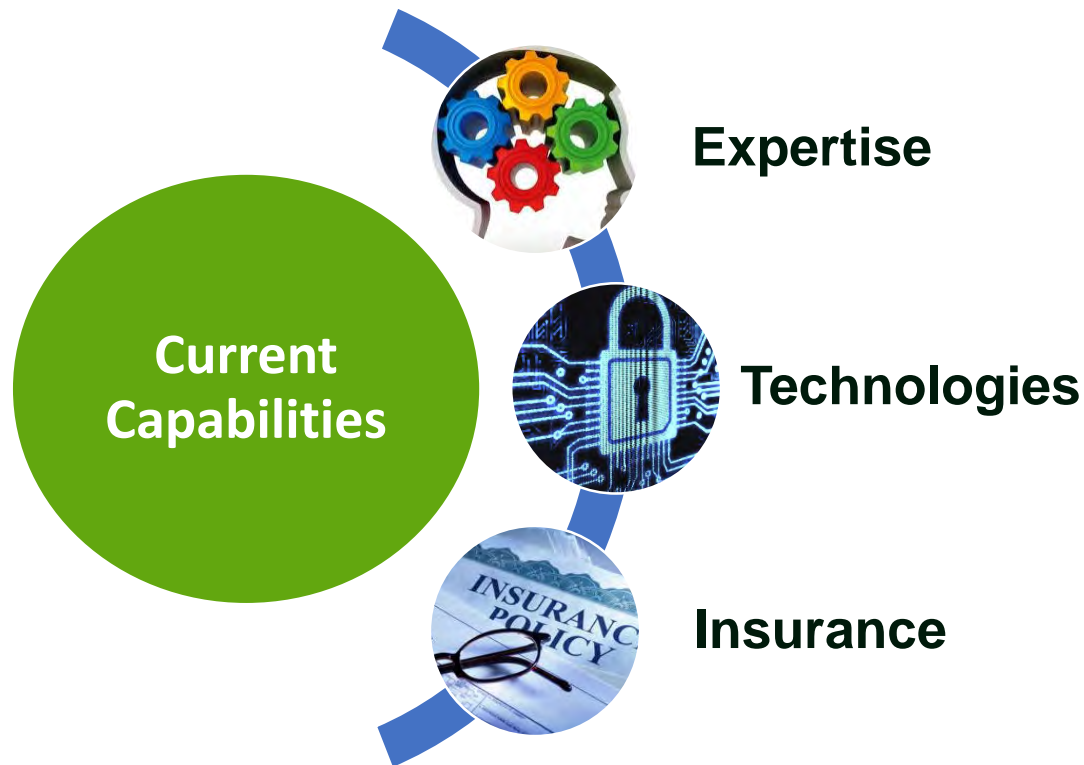 Current
Capabilities
Expertise
Technologies
INSURANC
POLICY
Insurance